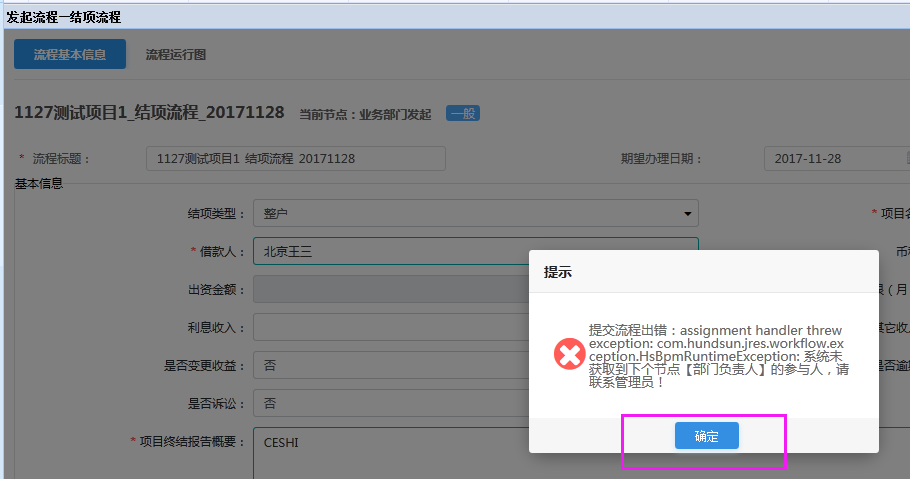 发起流程—结项流程
流程基本信息 流程运行图
1127测试项目1_结项流程_20171128 当前节点：业务部门发起 一般
* 流程标题： 1127测试项目1 结项流程 20171128 期望办理日期： 2017-11-28
基本信息
结项类型： 整户 * 项目名
* 借款人： 北京王三 币
出资金额： （月
利息收入： 其它收
是否变更收益： 否 是否逾
是否诉讼： 否
* 项目终结报告概要： CESHI
提示
提交流程出错：assignment handler threw
exception: com.hundsun.jres.workflow.ex
ception.HsBpmRuntimeException: 系统未
获取到下个节点【部门负责人】的参与人，请
联系管理员！
确定